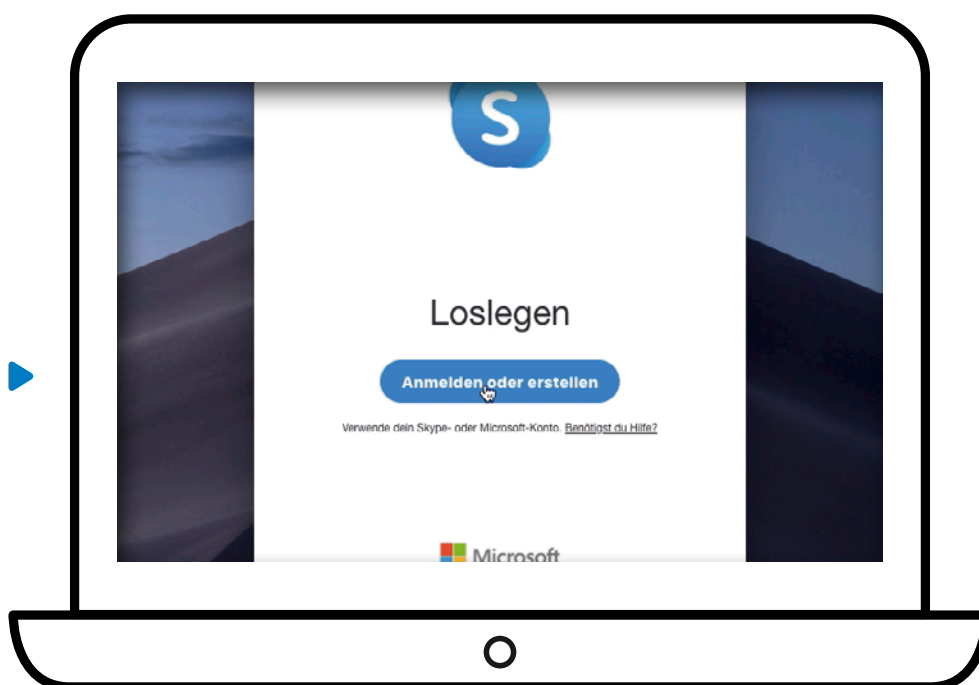 S
Loslegen
Anmelden oder erstellen
Verwende dein Skype- oder Microsoft-Konto. Benötigst du Hilfe?
Microsoft